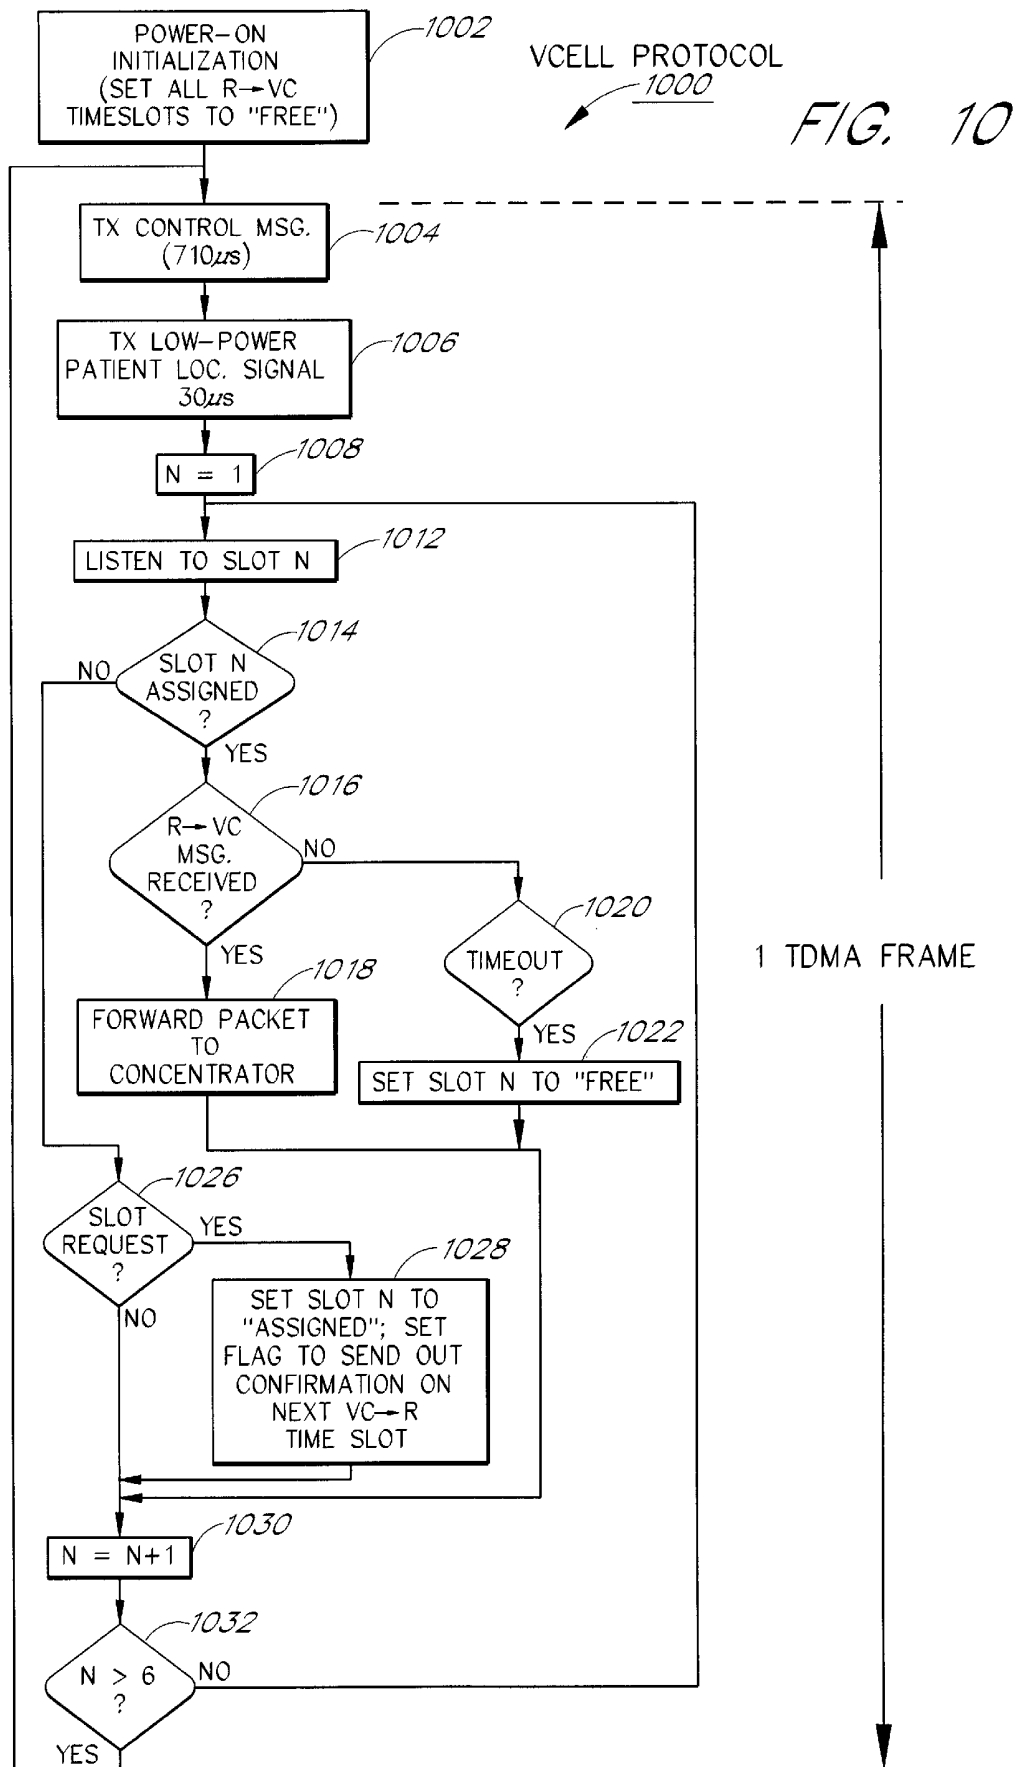 POWER-ON
INITIALIZATION
(SET ALL R→VC
TIMESLOTS TO "FREE")
1002
VCELL PROTOCOL
1000
FIG. 10
TX CONTROL MSG.
(710μs)
1004
TX LOW-POWER
PATIENT LOC. SIGNAL
30μs
1006
N = 1
1008
LISTEN TO SLOT N
1012
SLOT N
ASSIGNED
?
1014
NO
YES
R→VC
MSG.
RECEIVED
?
1016
NO
YES
TIMEOUT
?
1020
YES
1 TDMA FRAME
FORWARD PACKET
TO
CONCENTRATOR
1018
SET SLOT N TO "FREE"
1022
SLOT
REQUEST
?
1026
YES
NO
SET SLOT N TO
"ASSIGNED"; SET
FLAG TO SEND OUT
CONFIRMATION ON
NEXT VC→R
TIME SLOT
1028
N = N+1
1030
N > 6
?
1032
NO
YES